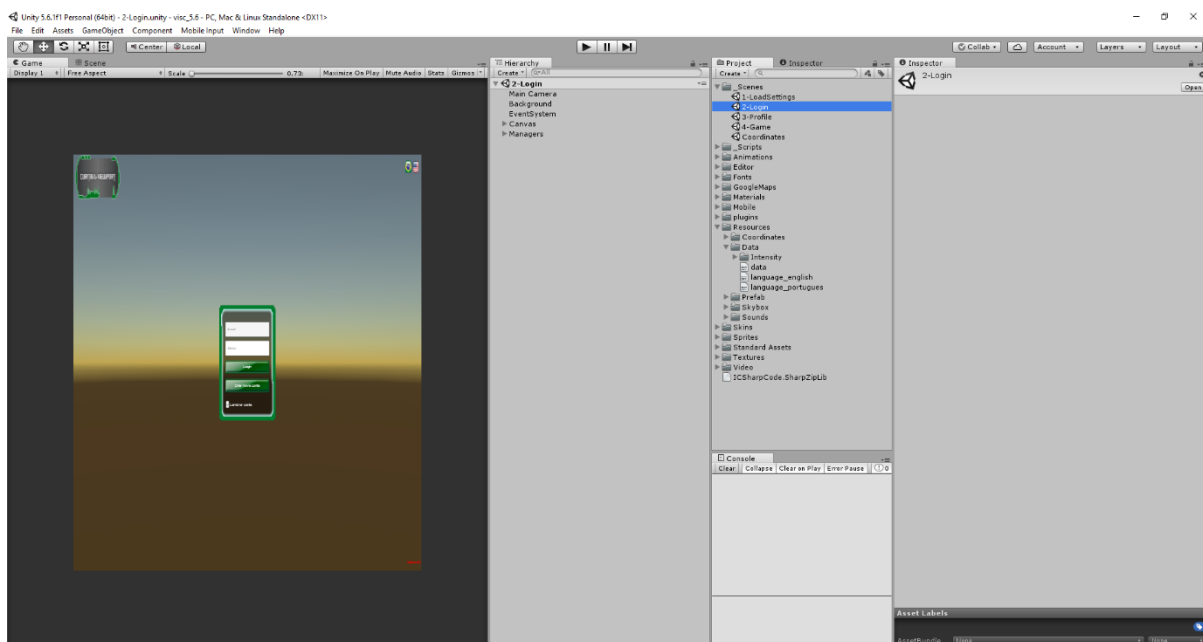 Unity 5.6.1f1 Personal (64bit) - 2-Login.unity - visc_5.6 - PC, Mac & Linux Standalone <DX11>
File Edit Assets GameObject Component Mobile Input Window Help
Center Local Collab Account Layers Layout
Game Scene
Display 1 Free Aspect Scale 0.73 Maximize On Play Mute Audio Stats Gizmos
Hierarchy
Create All
2-Login
Main Camera
Background
EventSystem
Canvas
Managers
Project Inspector
Create
_Scenes
1-LoadSettings
2-Login
3-Profile
4-Game
Coordinates
_Scripts
Animations
Editor
Fonts
GoogleMaps
Materials
Mobile
plugins
Resources
Coordinates
Data
Intensity
data
language_english
language_portugues
Prefab
Skybox
Sounds
Skins
Sprites
Standard Assets
Textures
Video
ICSharpCode.SharpZipLib
Console
Clear Collapse Clear on Play Error Pause 0
Inspector
2-Login
Open
Login
Asset Labels
AssetBundle None None